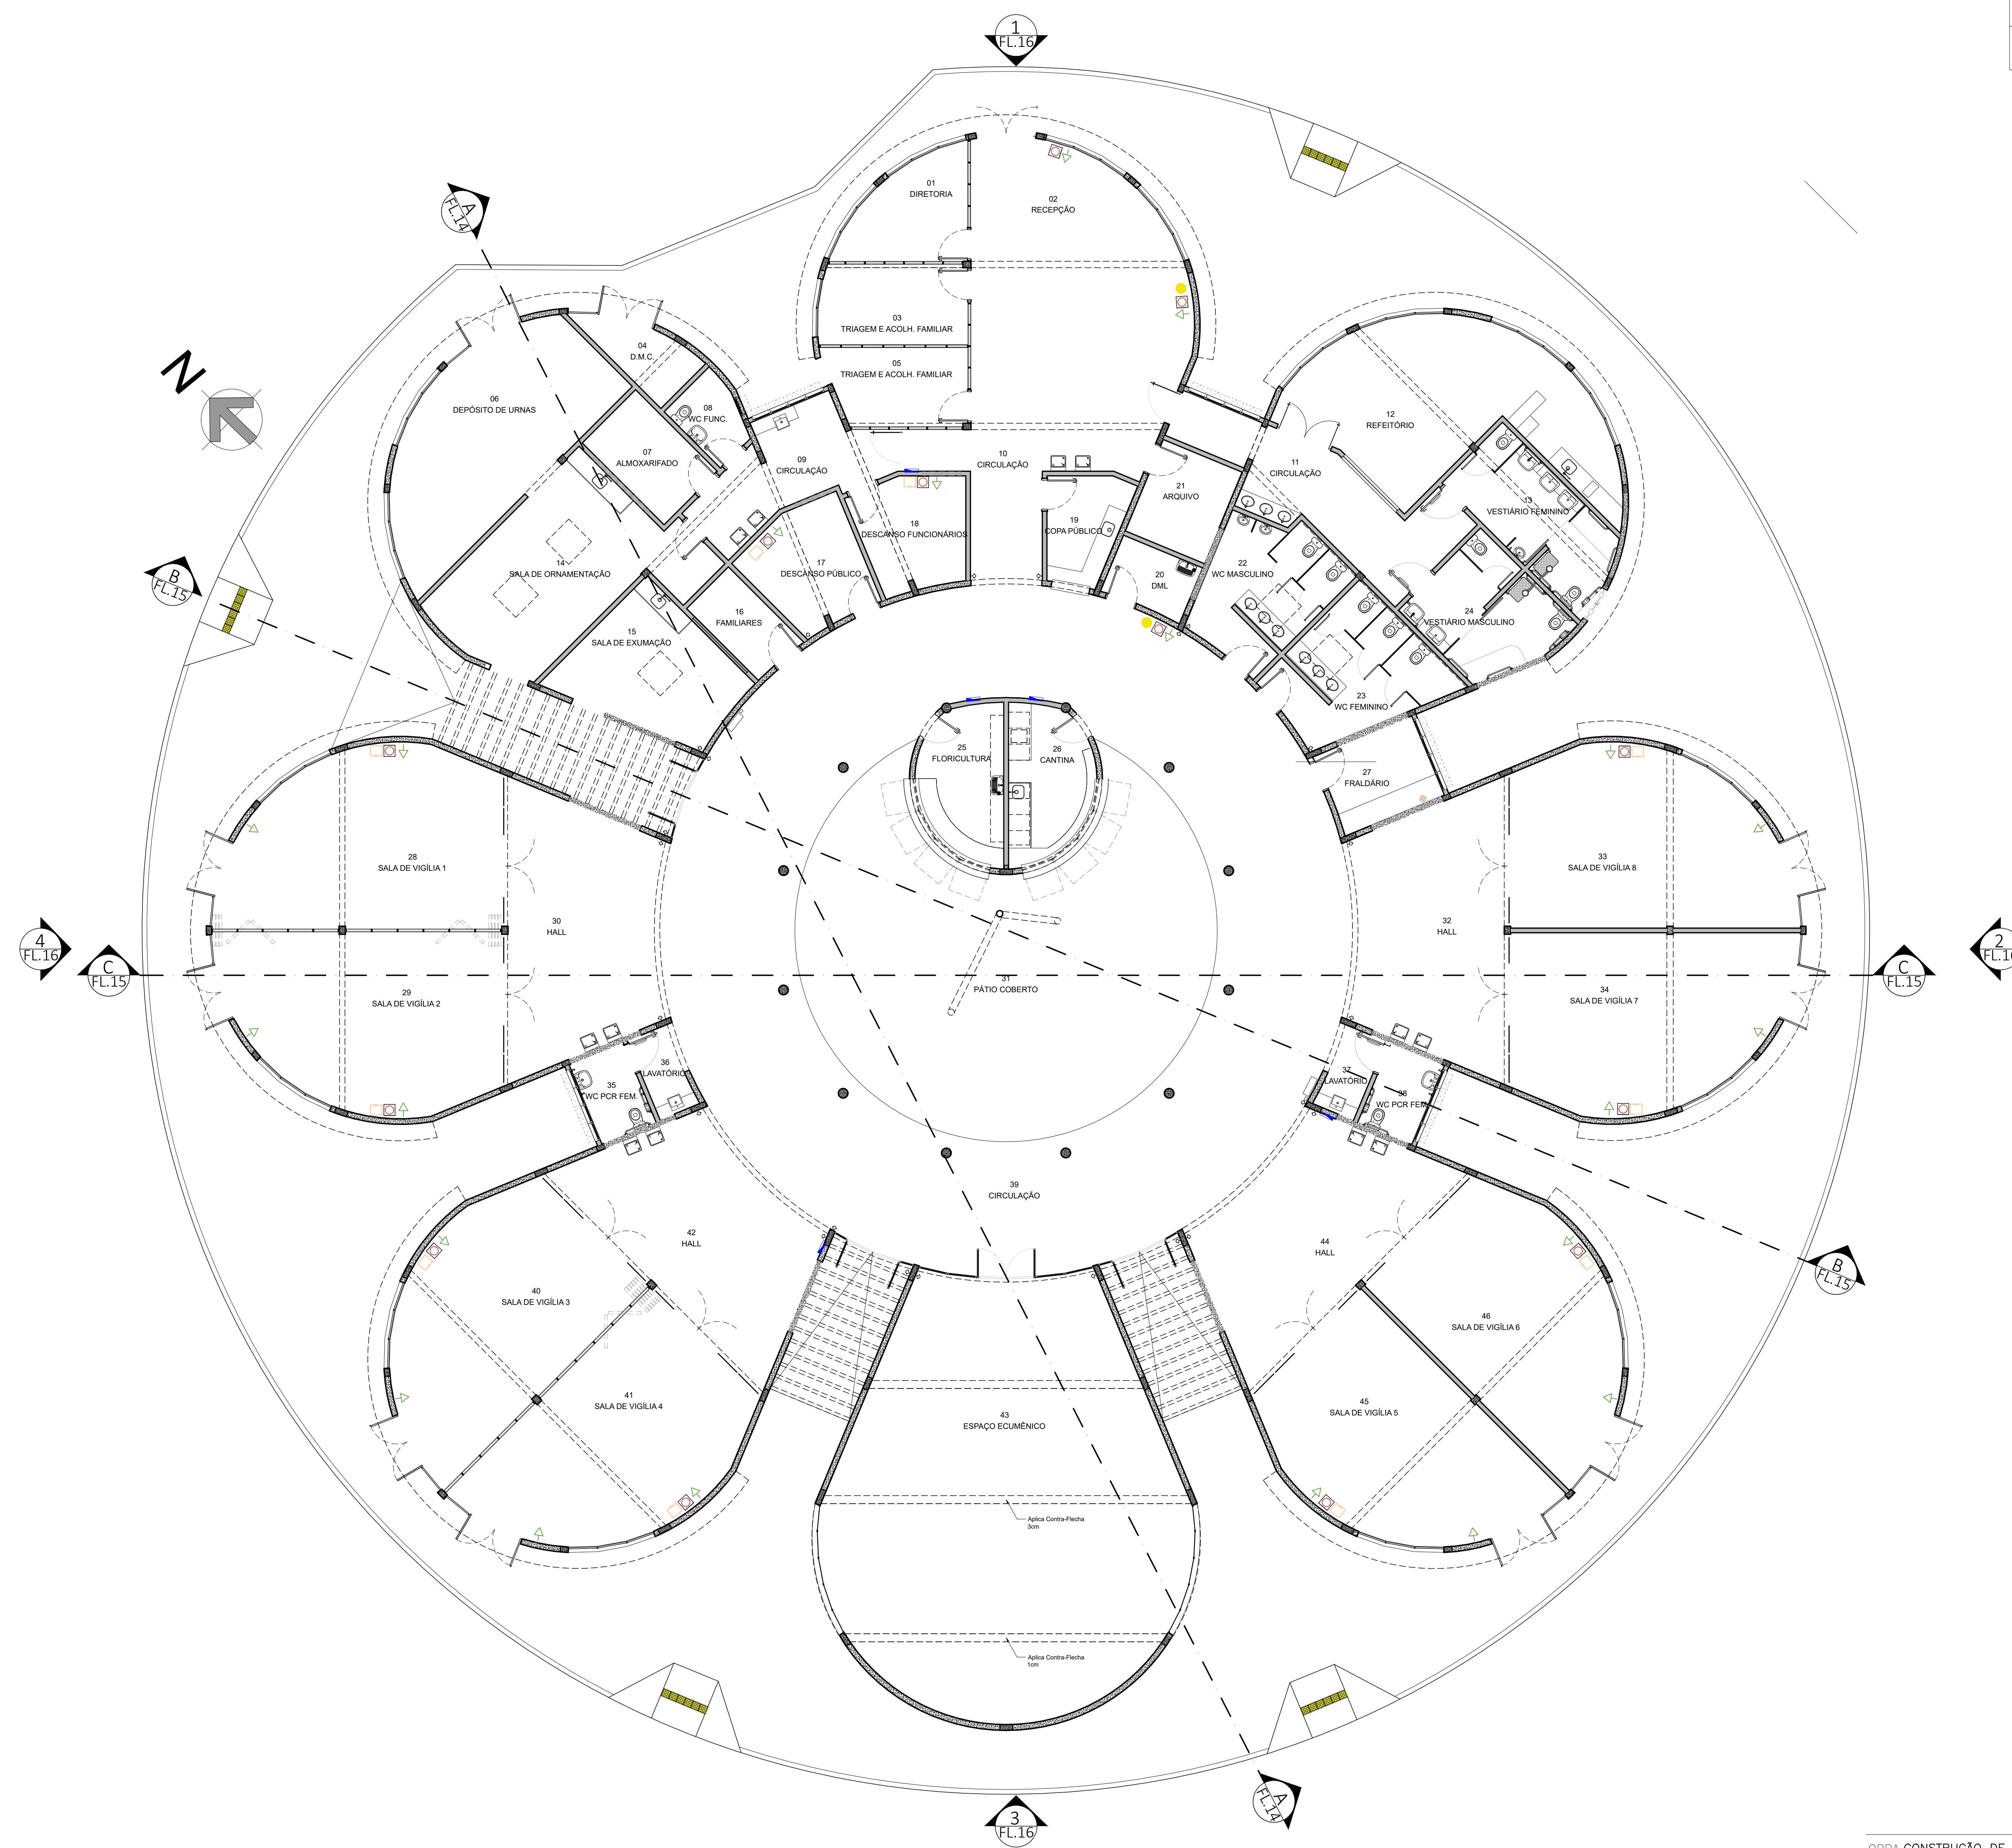 1
FL.16
A
FL.14
N
01
DIRETORIA
02
RECEPÇÃO
03
TRIAGEM E ACOLH. FAMILIAR
04
D.M.C.
05
TRIAGEM E ACOLH. FAMILIAR
06
DEPÓSITO DE URNAS
07
ALMOXARIFADO
08
WC FUNC.
09
CIRCULAÇÃO
10
CIRCULAÇÃO
11
CIRCULAÇÃO
12
REFEITÓRIO
13
VESTIÁRIO FEMININO
14
SALA DE ORNAMENTAÇÃO
15
SALA DE EXUMAÇÃO
16
FAMILIARES
17
DESCANSO PÚBLICO
18
DESCANSO FUNCIONÁRIOS
19
COPA PÚBLICO
20
DML
21
ARQUIVO
22
WC MASCULINO
23
WC FEMININO
24
VESTIÁRIO MASCULINO
B
FL.15
25
FLORICULTURA
26
CANTINA
27
FRALDÁRIO
28
SALA DE VIGÍLIA 1
29
SALA DE VIGÍLIA 2
30
HALL
31
PÁTIO COBERTO
32
HALL
33
SALA DE VIGÍLIA 8
34
SALA DE VIGÍLIA 7
4
FL.16
C
FL.15
C
FL.15
2
35
WC PCR FEM.
36
LAVATÓRIO
37
LAVATÓRIO
38
WC PCR FEM.
39
CIRCULAÇÃO
40
SALA DE VIGÍLIA 3
41
SALA DE VIGÍLIA 4
42
HALL
43
ESPAÇO ECUMÊNICO
44
HALL
45
SALA DE VIGÍLIA 5
46
SALA DE VIGÍLIA 6
B
FL.15
Aplica Contra-Flecha
3cm
Aplica Contra-Flecha
1cm
A
FL.14
3
FL.16
OBRA CONSTRUÇÃO DE